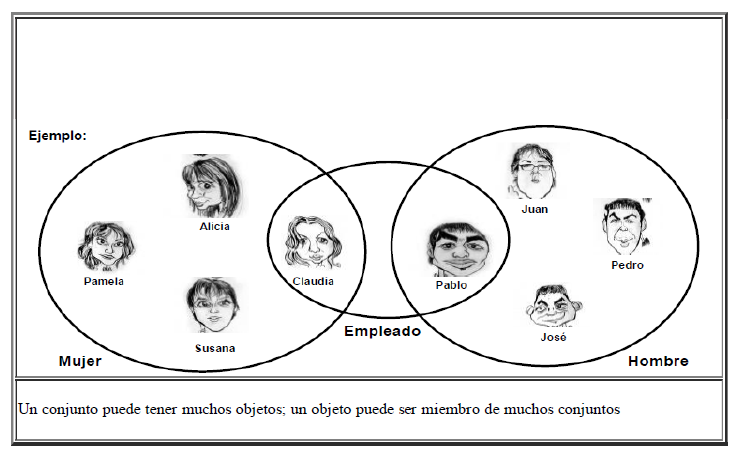 Ejemplo:
Alicia
Juan
Pamela
Claudia
Pablo
Pedro
Susana
José
Empleado
Mujer
Hombre
Un conjunto puede tener muchos objetos; un objeto puede ser miembro de muchos conjuntos